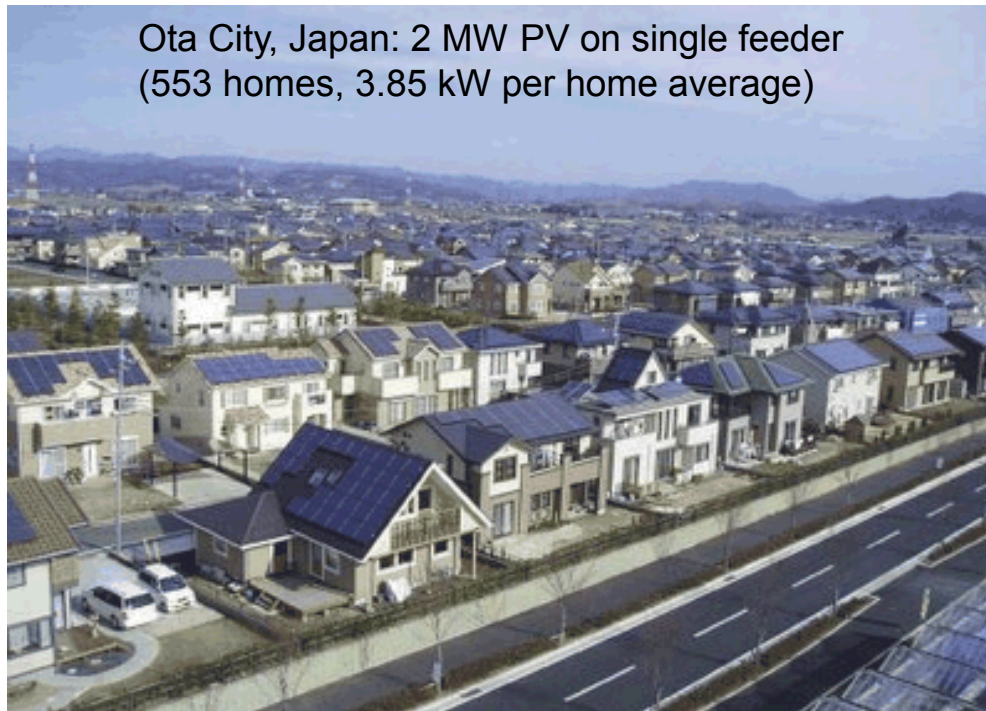 Ota City, Japan: 2 MW PV on single feeder
(553 homes, 3.85 kW per home average)